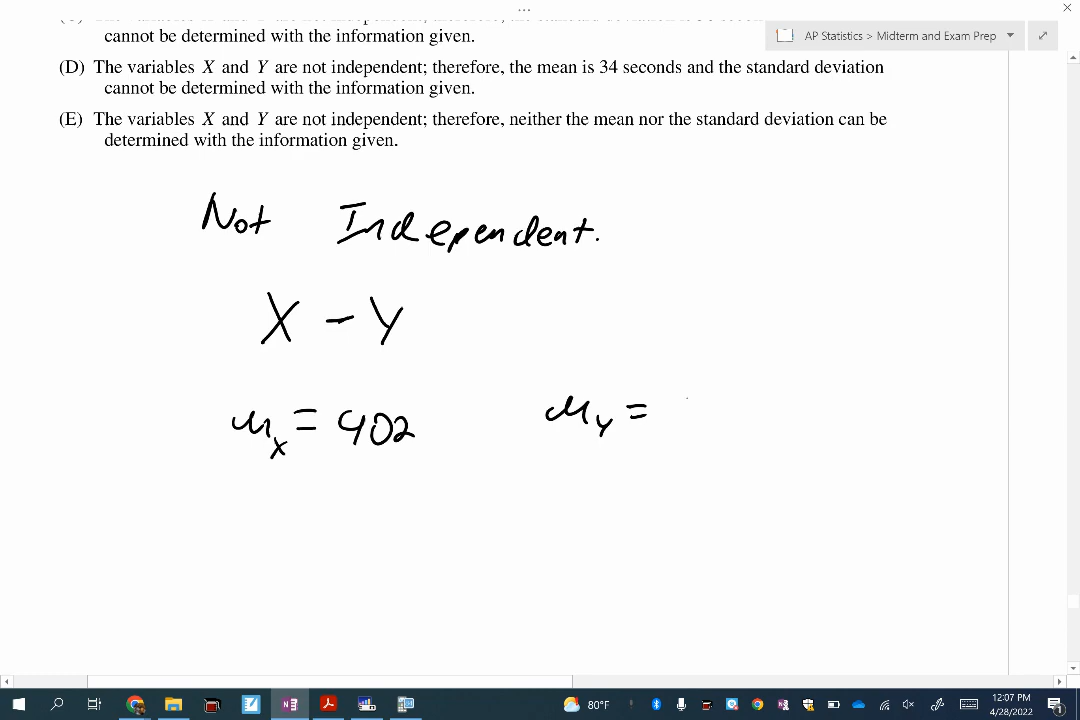 cannot be determined with the information given.
AP Statistics > Midterm and Exam Prep
(D) The variables X and Y are not independent; therefore, the mean is 34 seconds and the standard deviation
cannot be determined with the information given.
(E) The variables X and Y are not independent; therefore, neither the mean nor the standard deviation can be
determined with the information given.
Not Independent.
X - Y
μX = 402
μY =
80°F
12:07 PM
4/28/2022